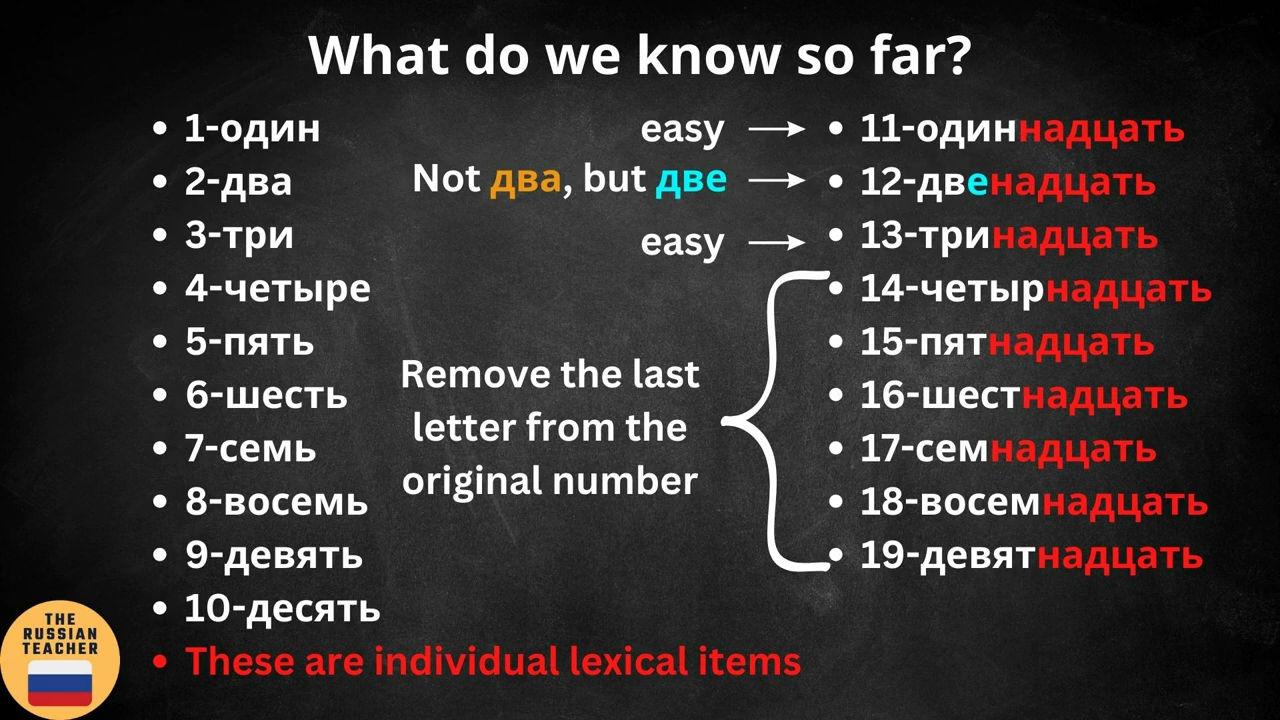 What do we know so far?
1-один
2-два
3-три
4-четыре
5-пять
6-шесть
7-семь
8-восемь
9-девять
10-десять
These are individual lexical items
easy
Not два, but две
easy
Remove the last
letter from the
original number
11-одиннадцать
12-двенадцать
13-тринадцать
14-четырнадцать
15-пятнадцать
16-шестнадцать
17-семнадцать
18-восемнадцать
19-девятнадцать
THE
RUSSIAN
TEACHER